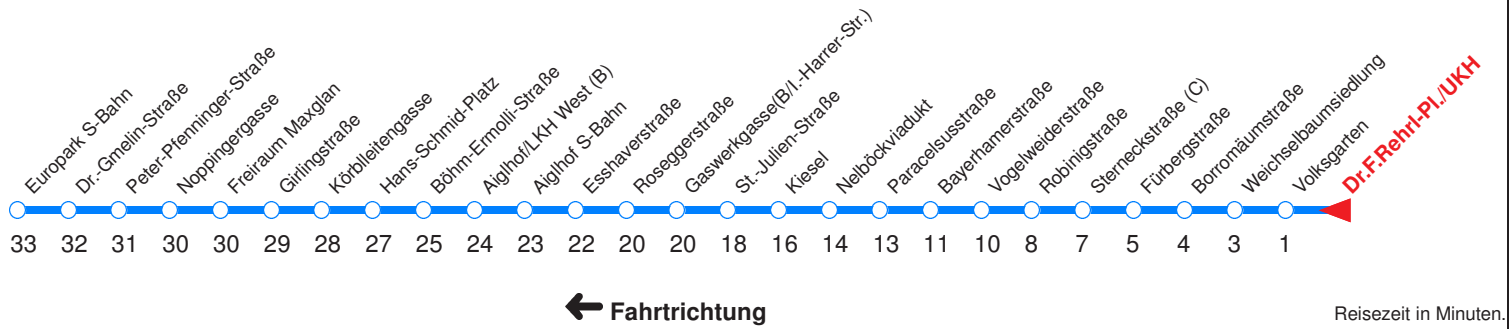 Europark S-Bahn
Dr.-Gmelin-Straße
Peter-Pfenninger-Straße
Noppingergasse
Freiraum Maxglan
Girlingstraße
Körblleitengasse
Hans-Schmid-Platz
Böhm-Ermolli-Straße
Aiglhof/LKH West (B)
Aiglhof S-Bahn
Esshaverstraße
Roseggerstraße
Gaswerkgasse(B/I.-Harrer-Str.)
St.-Julien-Straße
Kiesel
Nelböckviadukt
Paracelsusstraße
Bayerhamerstraße
Vogelweiderstraße
Robinigstraße
Sterneckstraße (C)
Fürbergstraße
Borromäumstraße
Weichselbaumsiedlung
Volksgarten
Dr.F.Rehrl-Pl./UKH
33 32 31 30 30 29 28 27 25 24 23 22 20 20 18 16 14 13 11 10 8 7 5 4 3 1
Fahrtrichtung
Reisezeit in Minuten.